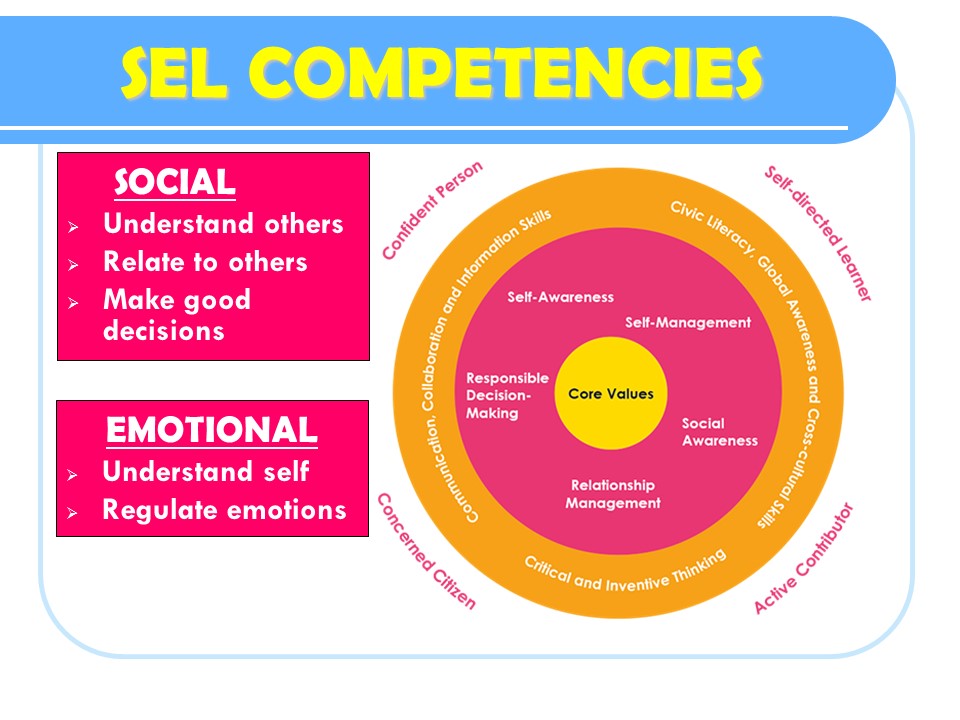 SEL COMPETENCIES
SOCIAL
Understand others
Relate to others
Make good
decisions
EMOTIONAL
Understand self
Regulate emotions
Confident Person
Self-directed Learner
Communication, Collaboration and Information Skills
Civic Literacy, Global Awareness and Cross-cultural Skills
Self-Awareness
Self-Management
Responsible
Decision-
Making
Core Values
Social
Awareness
Relationship
Management
Critical and Inventive Thinking
Concerned Citizen
Active Contributor